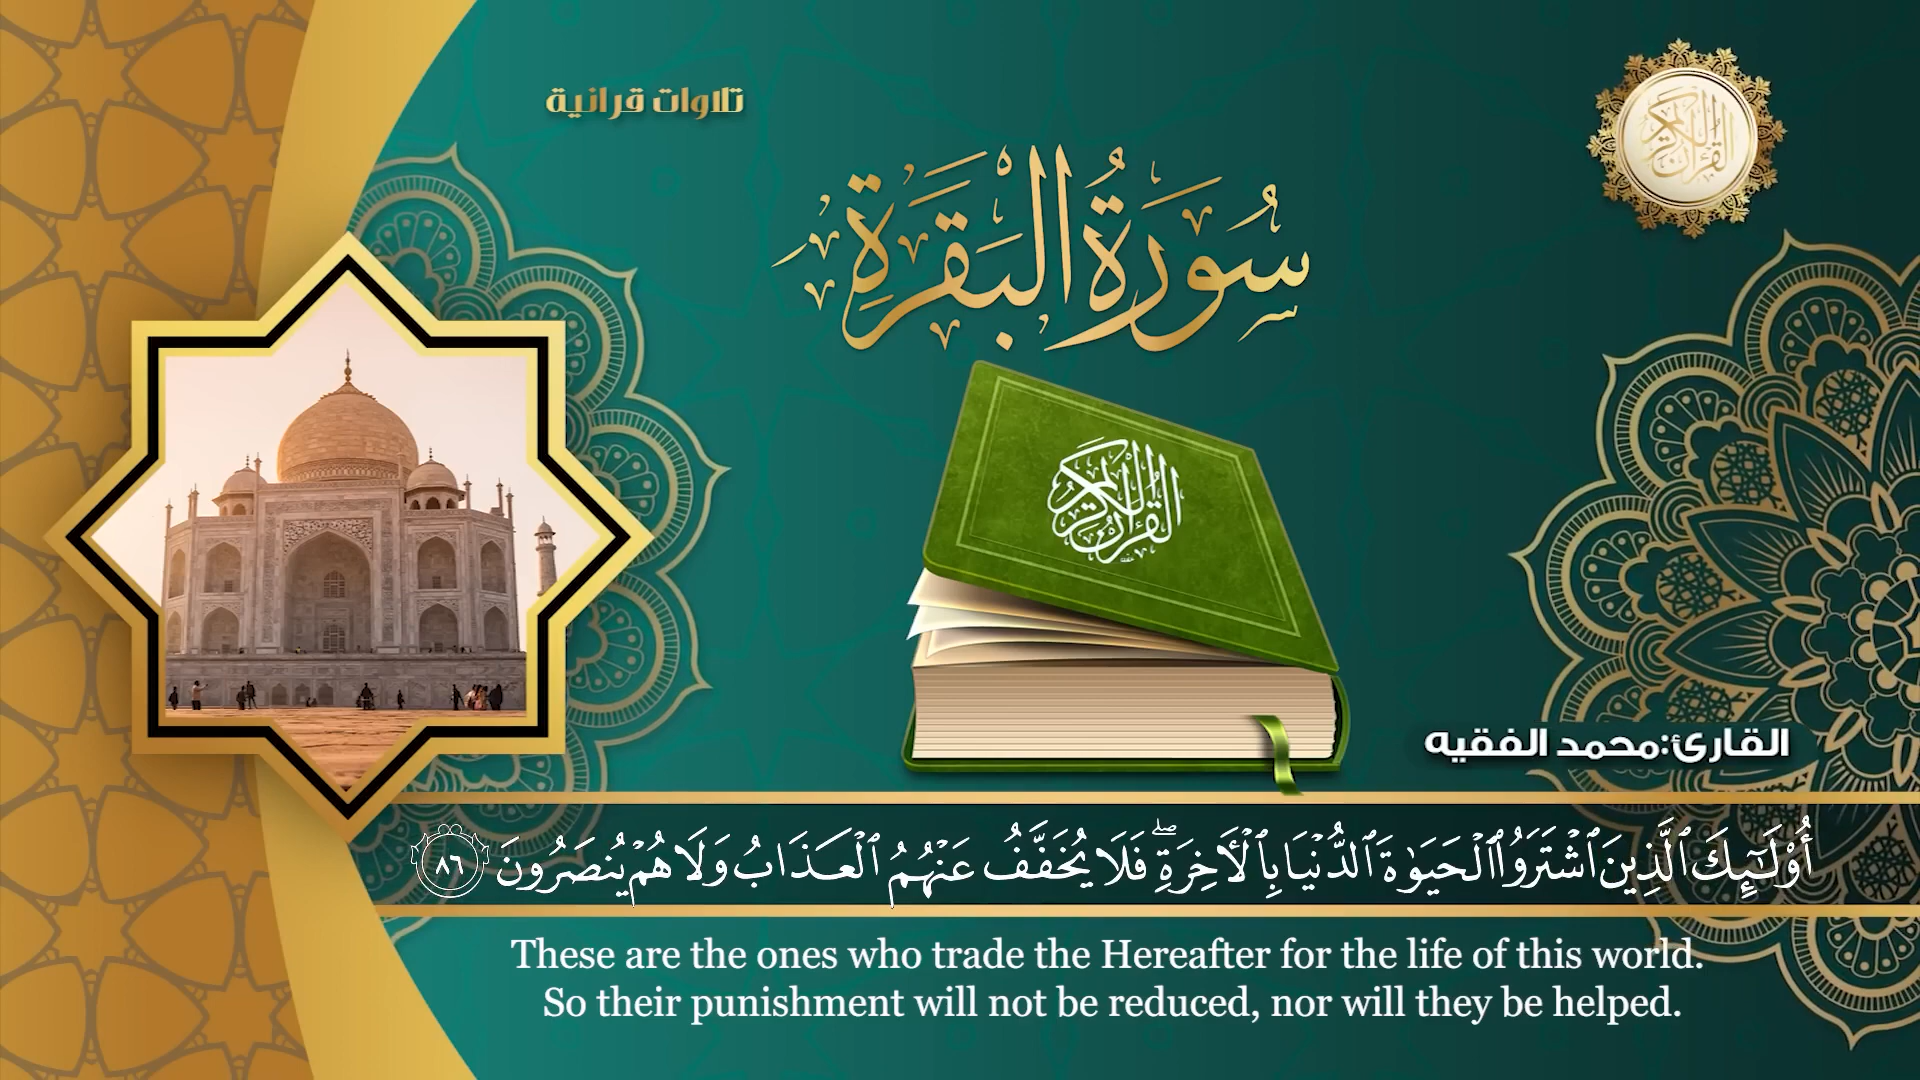 تلاوات قرانية
القرآن الكريم
سُورَةُ البَقَرَةِ
القرآن الكريم
القارئ:محمد الفقيه
أُوْلَـٰٓئِكَ ٱلَّذِينَ ٱشْتَرَوُا۟ ٱلْحَيَوٰةَ ٱلدُّنْيَا بِٱلْـَٔاخِرَةِ ۖ فَلَا يُخَفَّفُ عَنْهُمُ ٱلْعَذَابُ وَلَا هُمْ يُنصَرُونَ ٨٦
These are the ones who trade the Hereafter for the life of this world.
So their punishment will not be reduced, nor will they be helped.